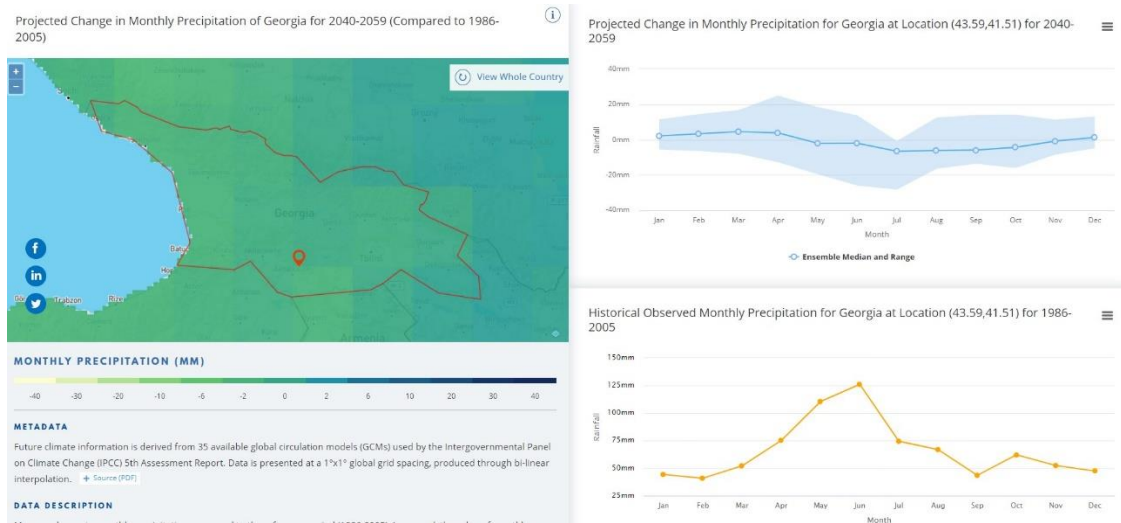 Projected Change in Monthly Precipitation of Georgia for 2040-2059 (Compared to 1986-
2005)
i
+
−
View Whole Country
Georgia
Tbilisi
Batumi
Trabzon
Rize
Armenia
f
in
MONTHLY PRECIPITATION (MM)
-40 -30 -20 -10 -6 -2 0 2 6 10 20 30 40
METADATA
Future climate information is derived from 35 available global circulation models (GCMs) used by the Intergovernmental Panel
on Climate Change (IPCC) 5th Assessment Report. Data is presented at a 1°x1° global grid spacing, produced through bi-linear
interpolation. + Source (PDF)
DATA DESCRIPTION
Projected Change in Monthly Precipitation for Georgia at Location (43.59,41.51) for 2040-
2059
40mm
20mm
0mm
-20mm
-40mm
Rainfall
Jan Feb Mar Apr May Jun Jul Aug Sep Oct Nov Dec
Month
Ensemble Median and Range
Historical Observed Monthly Precipitation for Georgia at Location (43.59,41.51) for 1986-
2005
150mm
125mm
100mm
75mm
50mm
25mm
Rainfall
Jan Feb Mar Apr May Jun Jul Aug Sep Oct Nov Dec
Month